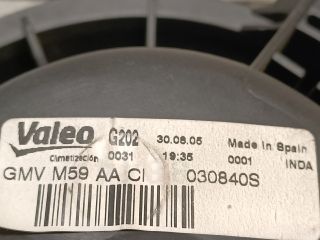 Valeo G202 30.08.05 Made In Spain
Climatización 0031 19:35 0001 INDA
GMV M59 AA CI 030840S